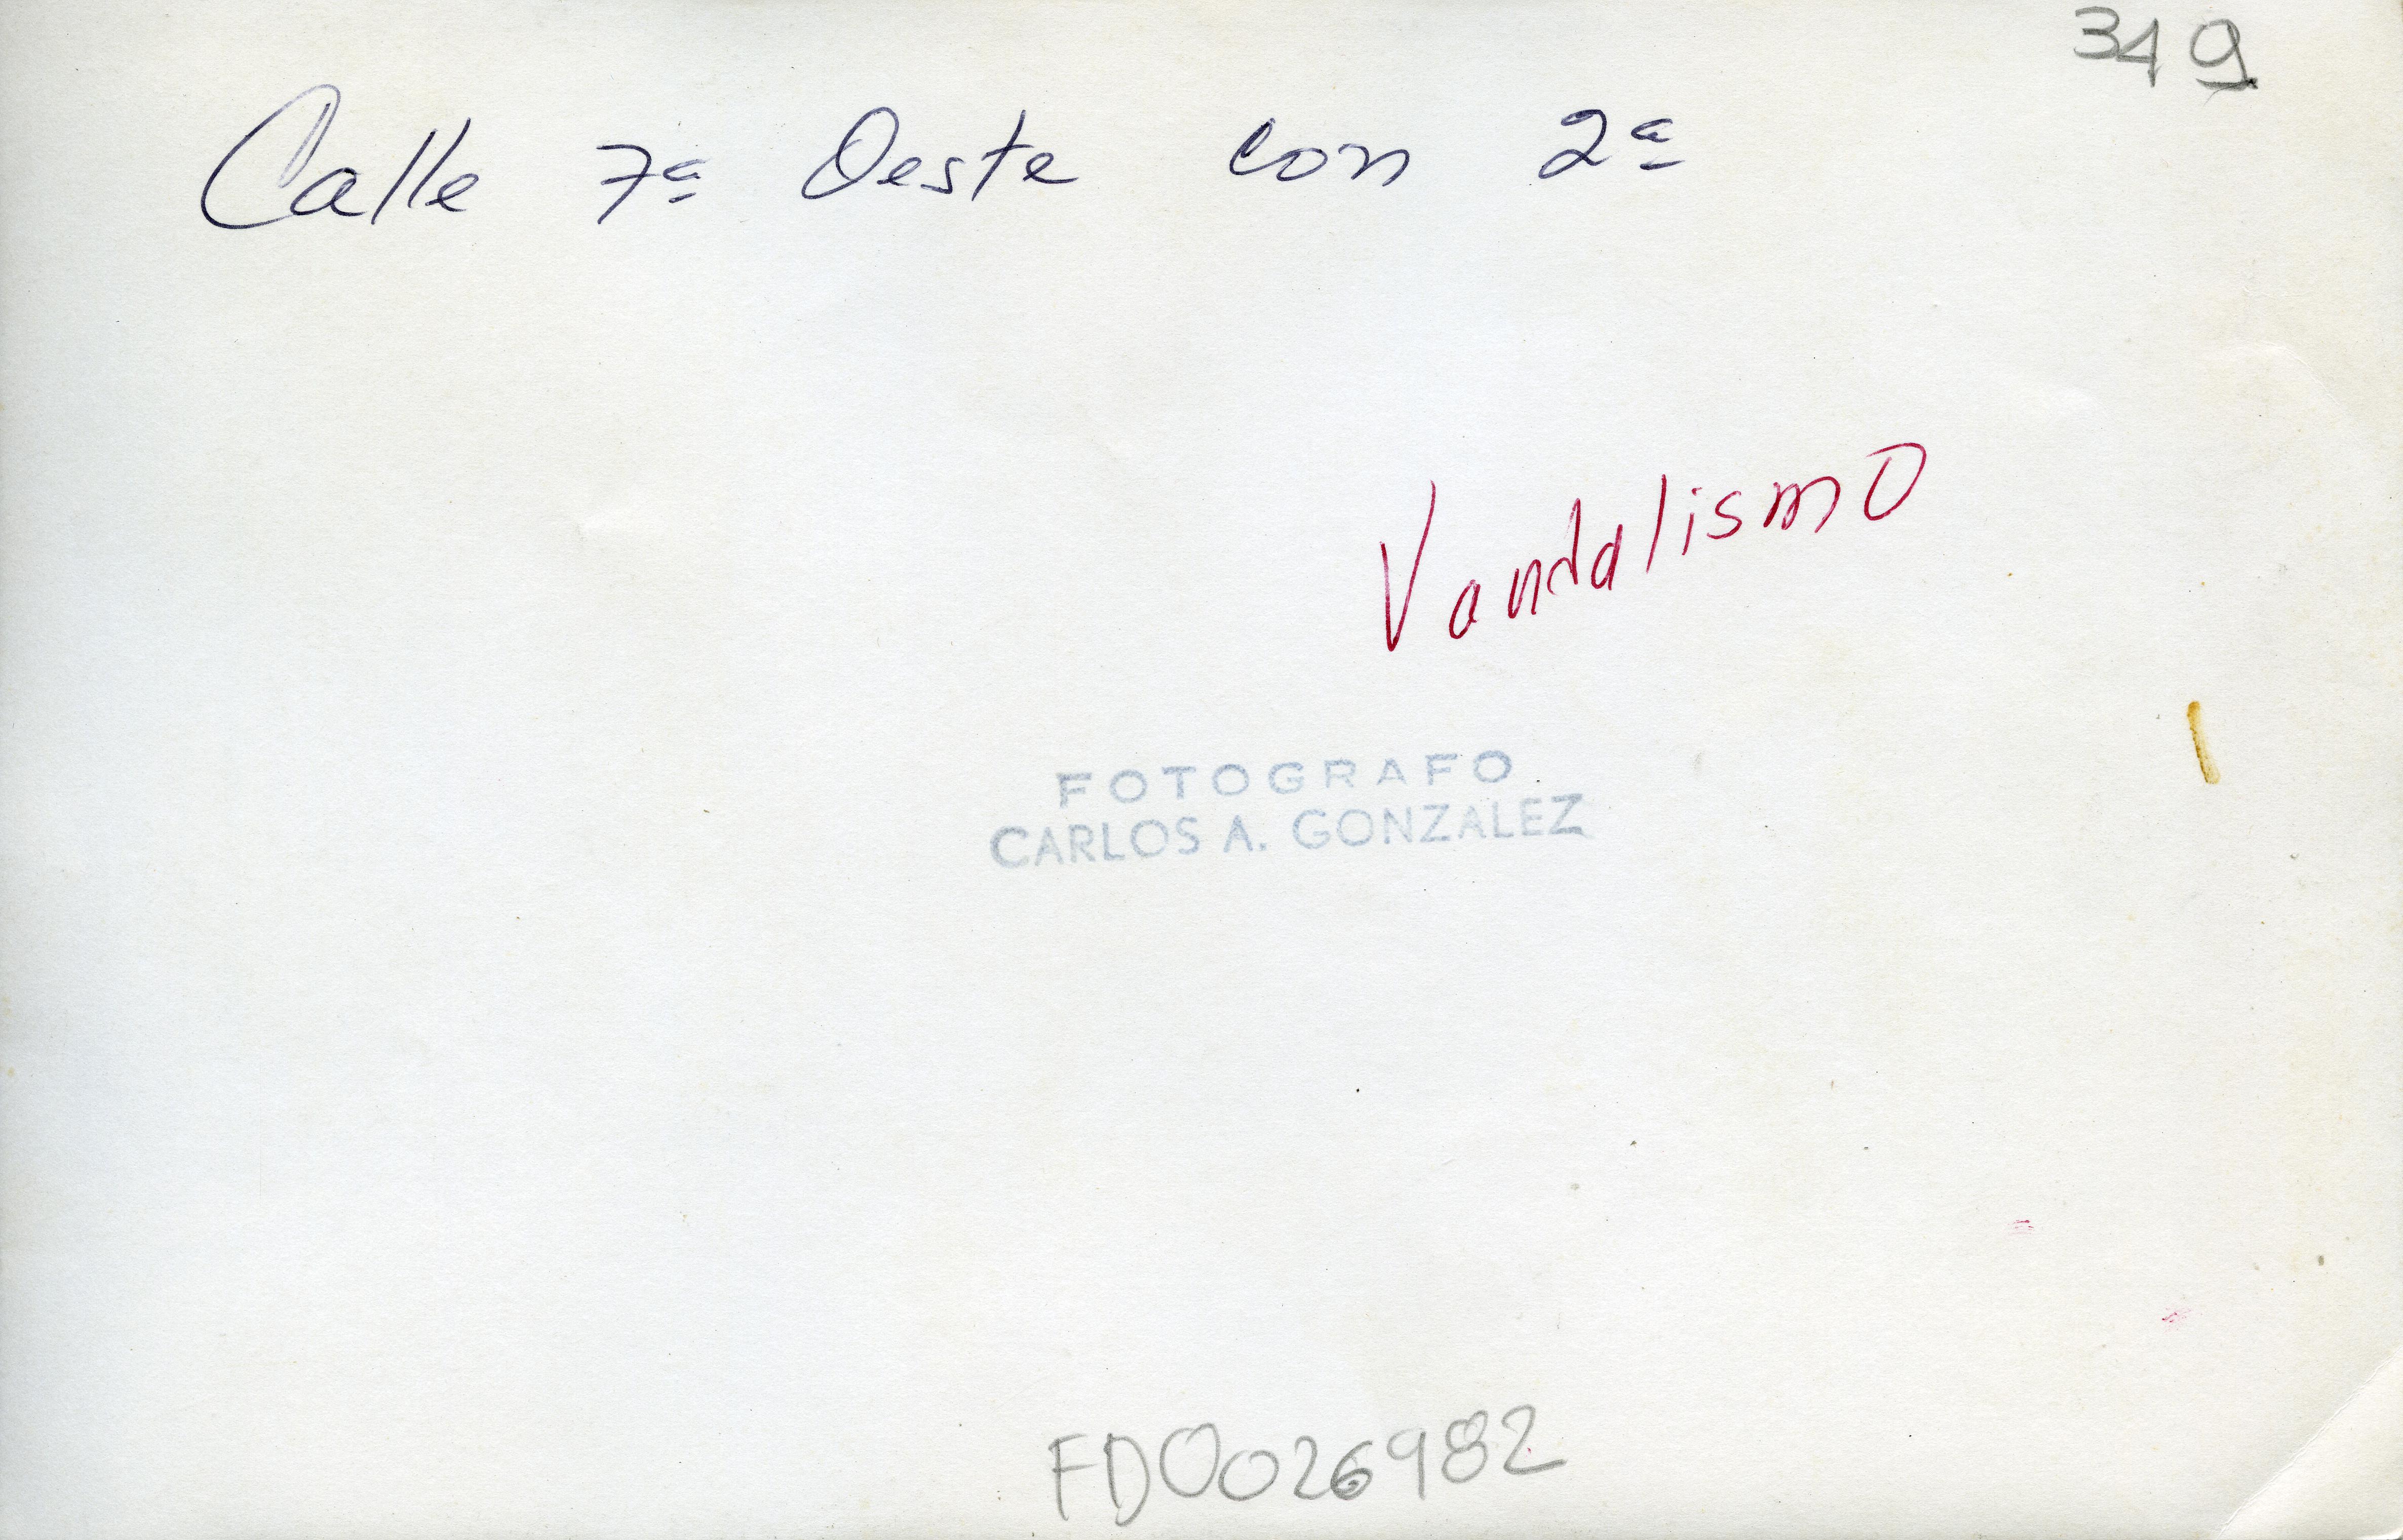 349
Calle 7ª Oeste con 2ª
Vandalismo
FOTOGRAFO
CARLOS A. GONZALEZ
FD0026982